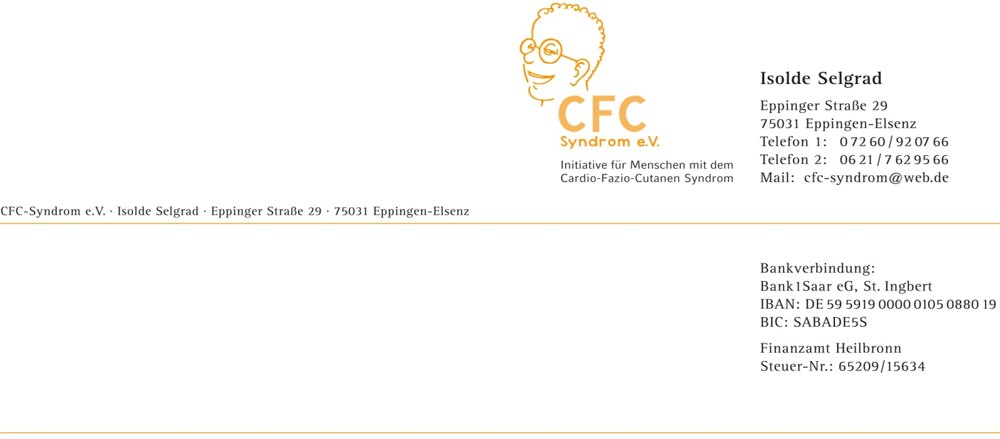 CFC
Syndrom e.V.
Initiative für Menschen mit dem
Cardio-Fazio-Cutanen Syndrom
Isolde Selgrad
Eppinger Straße 29
75031 Eppingen-Elsenz
Telefon 1: 0 72 60 / 92 07 66
Telefon 2: 06 21 / 7 62 95 66
Mail: cfc-syndrom@web.de
CFC-Syndrom e.V. · Isolde Selgrad · Eppinger Straße 29 · 75031 Eppingen-Elsenz
Bankverbindung:
Bank1Saar eG, St. Ingbert
IBAN: DE 59 5919 0000 0105 0880 19
BIC: SABADE5S
Finanzamt Heilbronn
Steuer-Nr.: 65209/15634